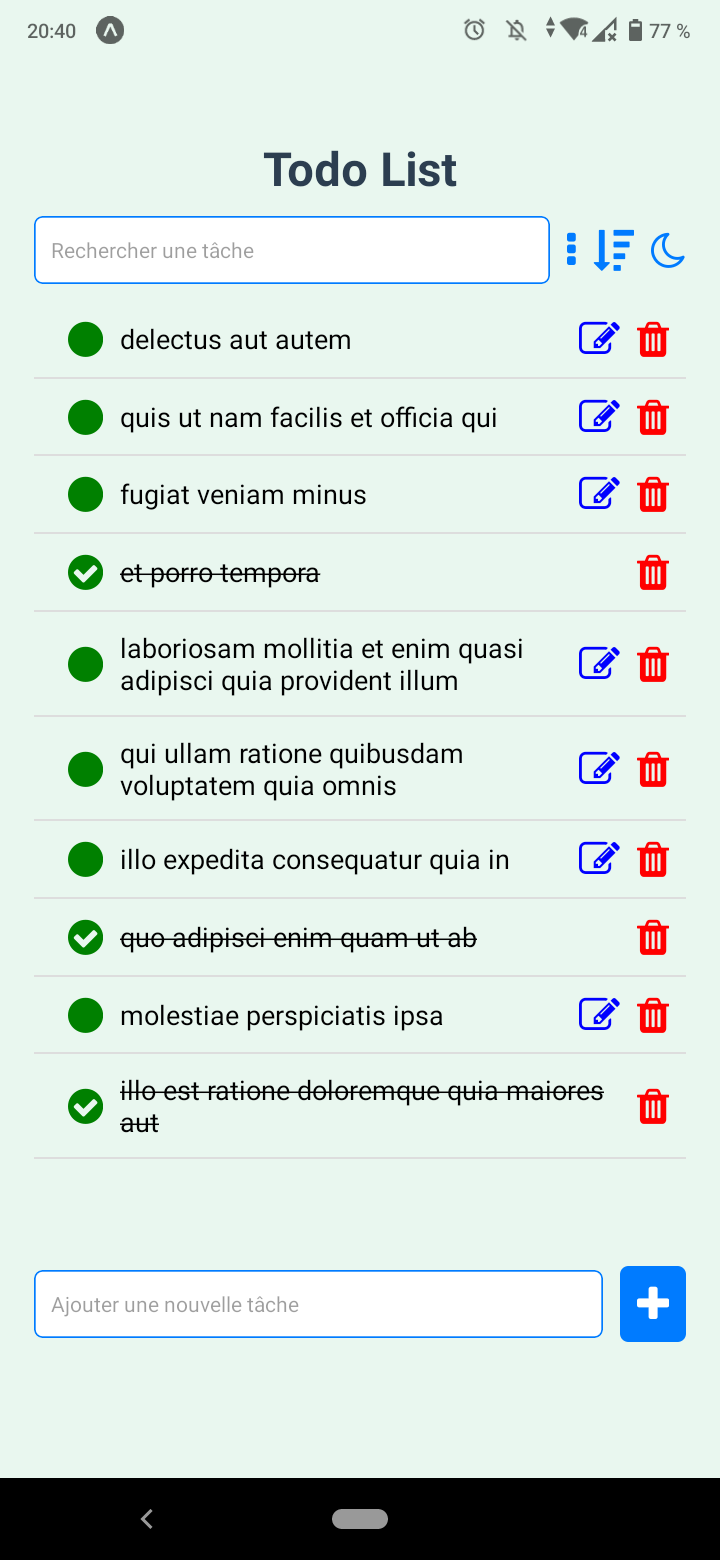 20:40
4
77 %
Todo List
Rechercher une tâche
delectus aut autem
quis ut nam facilis et officia qui
fugiat veniam minus
et porro tempora
laboriosam mollitia et enim quasi
adipisci quia provident illum
qui ullam ratione quibusdam
voluptatem quia omnis
illo expedita consequatur quia in
quo adipisci enim quam ut ab
molestiae perspiciatis ipsa
illo est ratione doloremque quia maiores
aut
Ajouter une nouvelle tâche